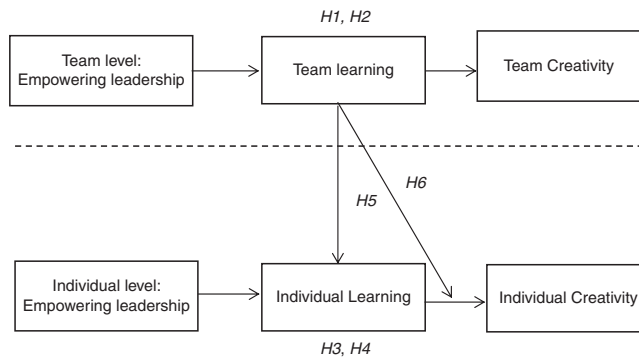 H1, H2
Team level:
Empowering leadership
Team learning
Team Creativity
H5
H6
Individual level:
Empowering leadership
Individual Learning
Individual Creativity
H3, H4